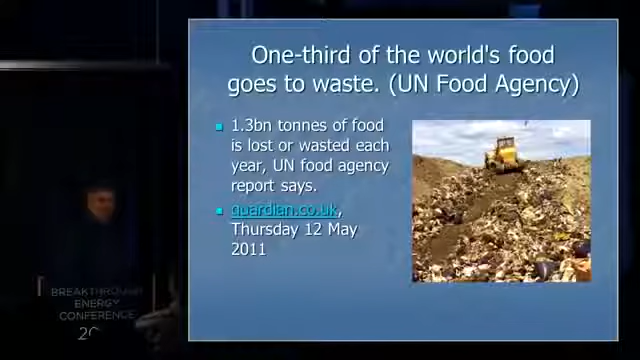 One-third of the world's food
goes to waste. (UN Food Agency)
1.3bn tonnes of food
is lost or wasted each
year, UN food agency
report says.
guardian.co.uk,
Thursday 12 May
2011
BREAKTHROUGH
ENERGY
CONFERENCE